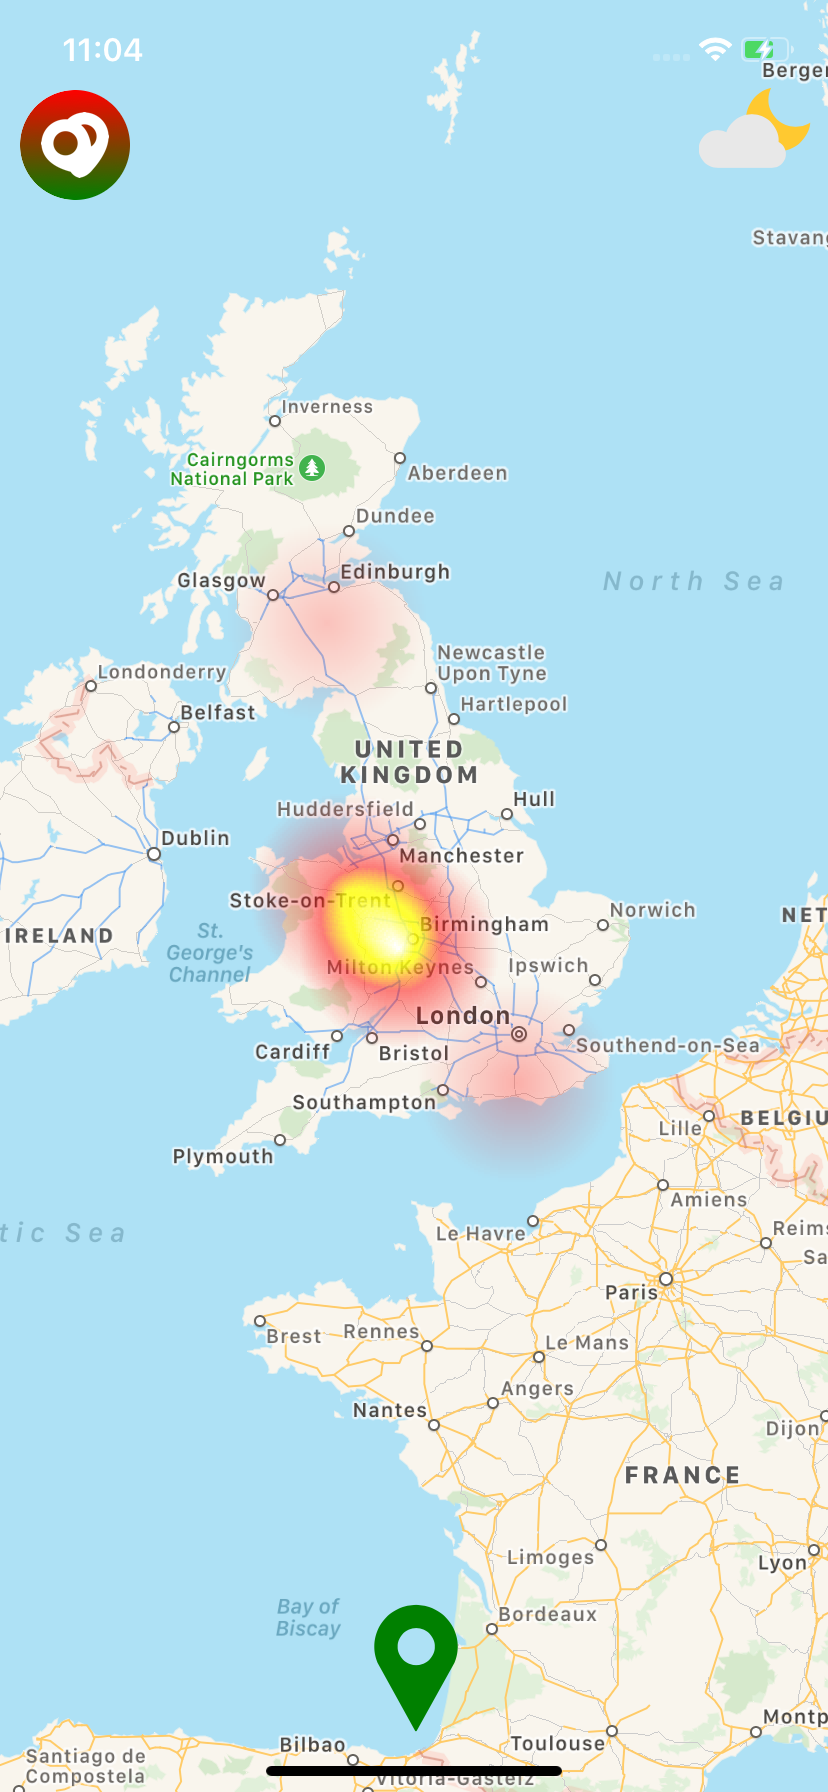 11:04
Bergen
Stavang
Inverness
Cairngorms
National Park
Aberdeen
Dundee
Edinburgh
Glasgow
North Sea
Newcastle
Upon Tyne
Londonderry
Hartlepool
Belfast
UNITED
KINGDOM
Hull
Huddersfield
Dublin
Manchester
Stoke-on-Trent
Norwich
NET
Birmingham
IRELAND
St.
George's
Channel
Milton Keynes
Ipswich
London
Southend-on-Sea
Cardiff
Bristol
Southampton
BELGIU
Lille
Plymouth
Amiens
tic Sea
Le Havre
Reims
Sa
Paris
Brest
Rennes
Le Mans
Angers
Nantes
Dijon
FRANCE
Limoges
Lyon
Bay of
Biscay
Bordeaux
Montp
Bilbao
Toulouse
Santiago de
Compostela
Vitoria-Gasteiz